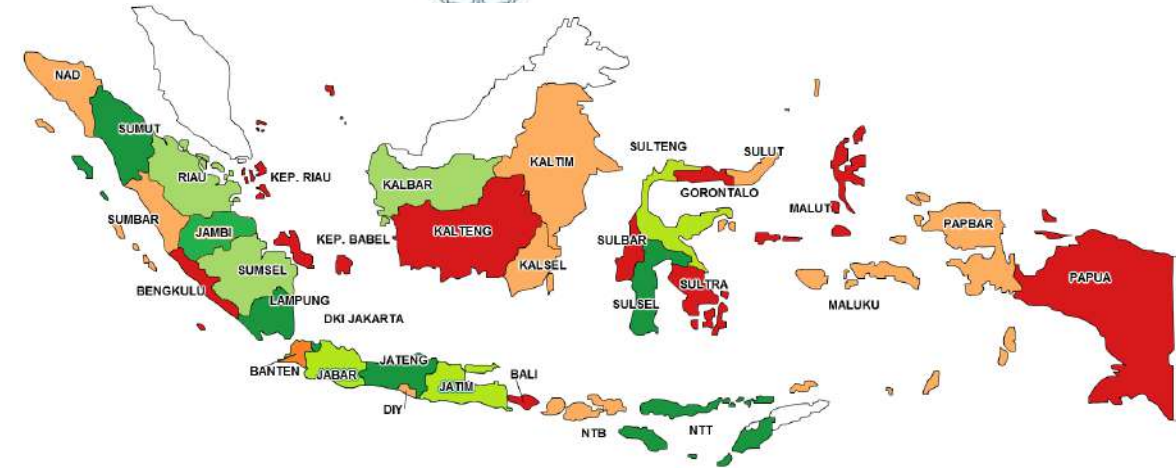 NAD
SUMUT
RIAU
KEP. RIAU
SUMBAR
JAMBI
KEP. BABEL
SUMSEL
BENGKULU
LAMPUNG
DKI JAKARTA
BANTEN
JABAR
JATENG
DIY
JATIM
BALI
NTB
NTT
KALBAR
KALTENG
KALTIM
KALSEL
SULTENG
SULUT
GORONTALO
SULBAR
SULSEL
SULTRA
MALUT
MALUKU
PAPBAR
PAPUA